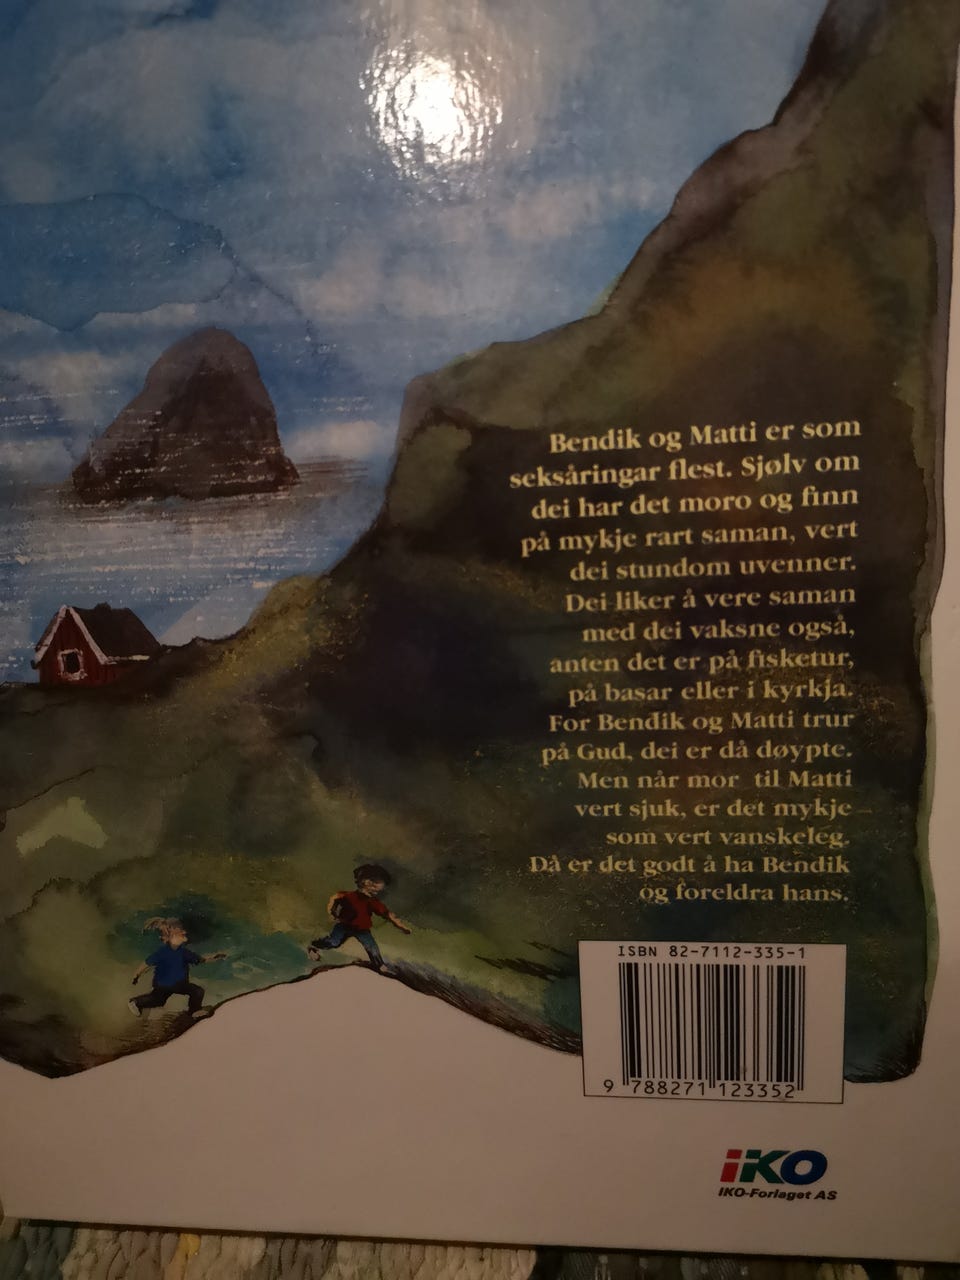 Bendik og Matti er som
seksåringar flest. Sjølv om
dei har det moro og finn
på mykje rart saman, vert
dei stundom uvenner.
Dei liker å vere saman
med dei vaksne også,
anten det er på fisketur,
på basar eller i kyrkja.
For Bendik og Matti trur
på Gud, dei er då døypte.
Men når mor til Matti
vert sjuk, er det mykje
som vert vanskeleg.
Då er det godt å ha Bendik
og foreldra hans.
ISBN 82-7112-335-1
9 788271 123352
iKO
IKO-Forlaget AS